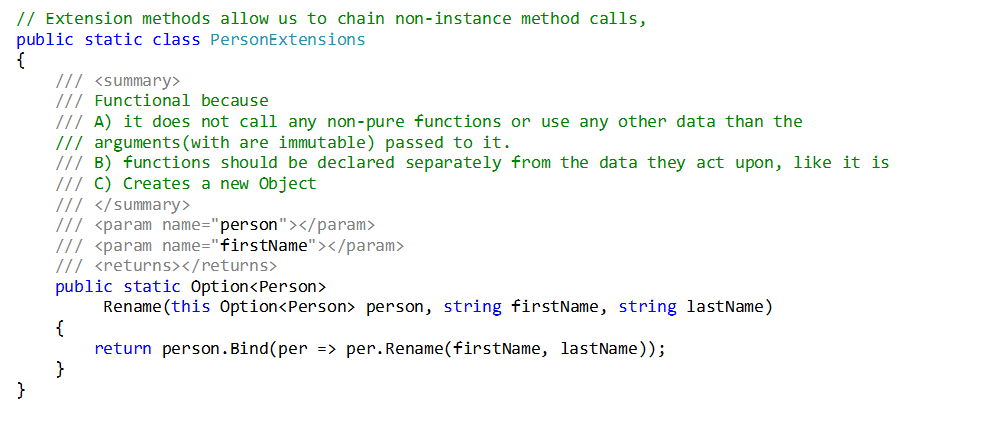 // Extension methods allow us to chain non-instance method calls,
public static class PersonExtensions
{
    /// <summary>
    /// Functional because
    /// A) it does not call any non-pure functions or use any other data than the
    /// arguments(with are immutable) passed to it.
    /// B) functions should be declared separately from the data they act upon, like it is
    /// C) Creates a new Object
    /// </summary>
    /// <param name="person"></param>
    /// <param name="firstName"></param>
    /// <returns></returns>
    public static Option<Person>
         Rename(this Option<Person> person, string firstName, string lastName)
    {
        return person.Bind(per => per.Rename(firstName, lastName));
    }
}